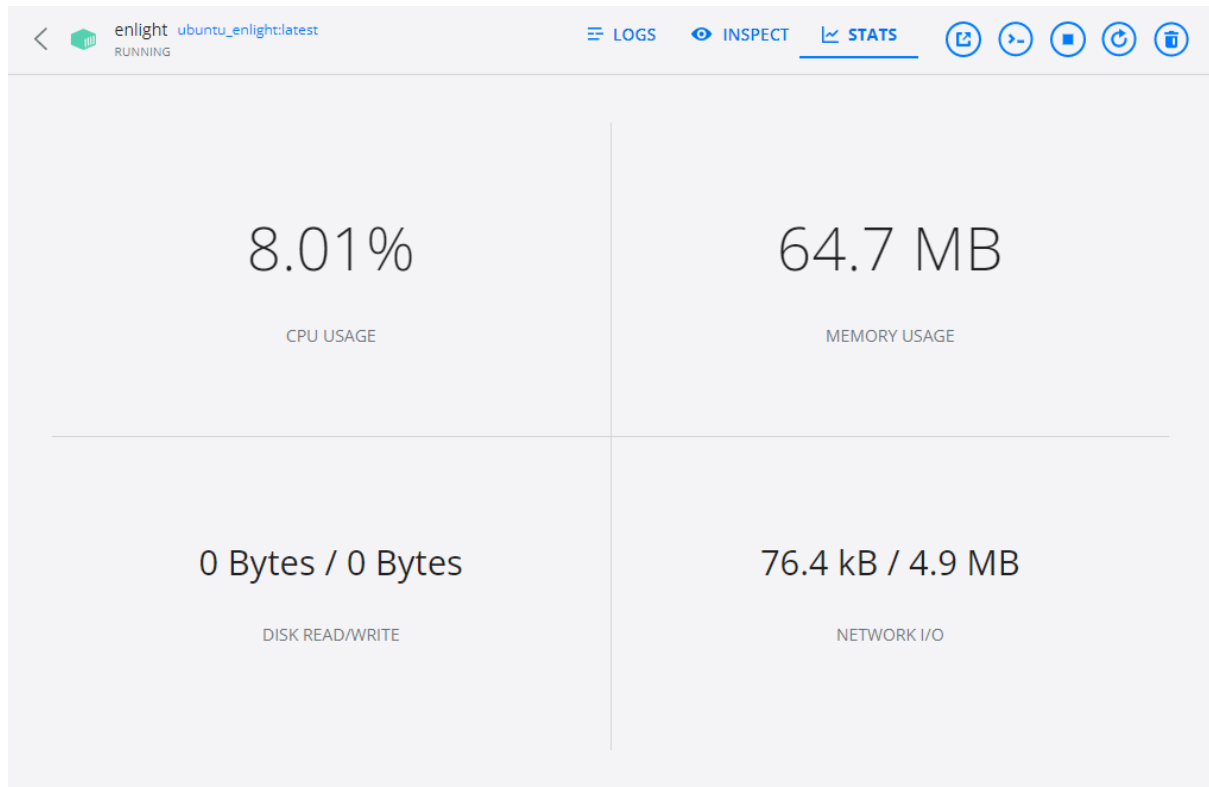 enlight ubuntu_enlight:latest
RUNNING
LOGS INSPECT STATS
8.01%
CPU USAGE
64.7 MB
MEMORY USAGE
0 Bytes / 0 Bytes
DISK READ/WRITE
76.4 kB / 4.9 MB
NETWORK I/O